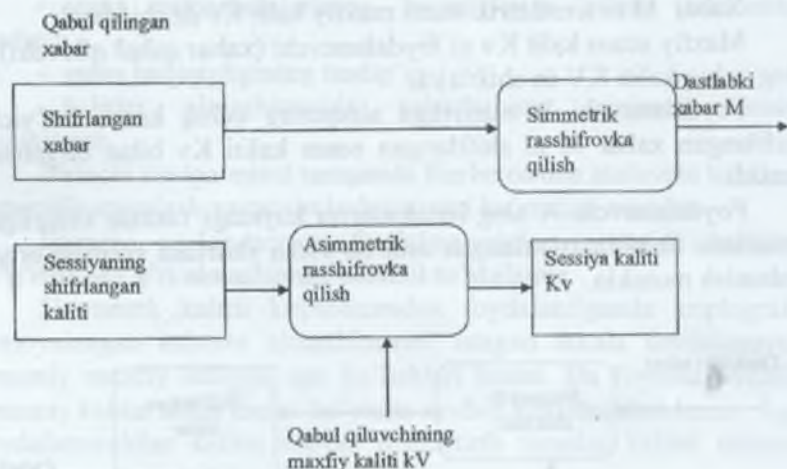 Qabul qilingan
xabar
Shifrlangan
xabar
Simmetrik
rasshifrovka
qilish
Dastlabki
xabar M
Sessiyaning
shifrlangan
kaliti
Asimmetrik
rasshifrovka
qilish
Sessiya kaliti
Kv
Qabul qiluvchining
maxfiy kaliti kV